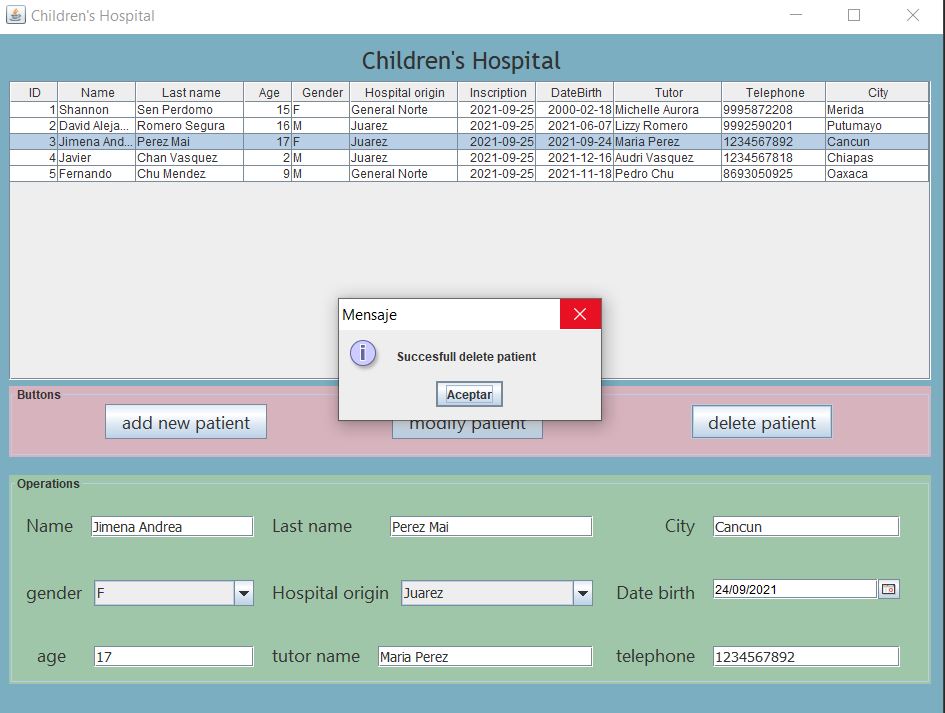 Children's Hospital
Children's Hospital
ID Name Last name Age Gender Hospital origin Inscription DateBirth Tutor Telephone City
1 Shannon Sen Perdomo 15 F General Norte 2021-09-25 2000-02-18 Michelle Aurora 9995872208 Merida
2 David Aleja... Romero Segura 16 M Juarez 2021-09-25 2021-06-07 Lizzy Romero 9992590201 Putumayo
3 Jimena And... Perez Mai 17 F Juarez 2021-09-25 2021-09-24 Maria Perez 1234567892 Cancun
4 Javier Chan Vasquez 2 M Juarez 2021-09-25 2021-12-16 Audri Vasquez 1234567818 Chiapas
5 Fernando Chu Mendez 9 M General Norte 2021-09-25 2021-11-18 Pedro Chu 8693050925 Oaxaca
Mensaje
Succesfull delete patient
Aceptar
Buttons
add new patient modify patient delete patient
Operations
Name Jimena Andrea Last name Perez Mai City Cancun
gender F Hospital origin Juarez Date birth 24/09/2021
age 17 tutor name Maria Perez telephone 1234567892